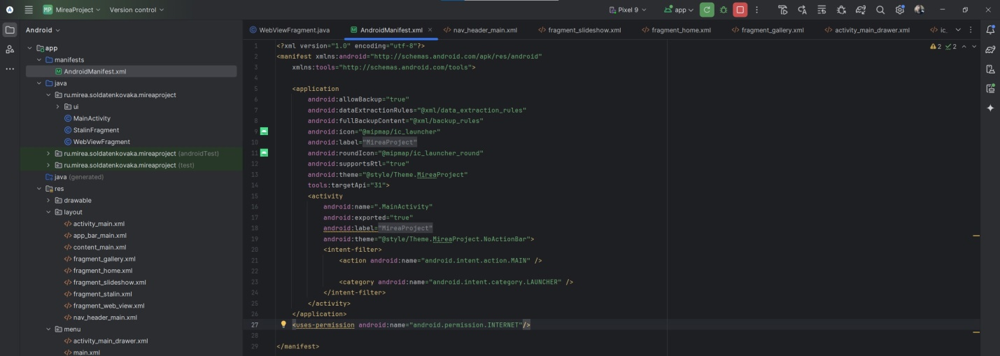 MP MireaProject Version control Pixel 9 app
Android
WebViewFragment.java AndroidManifest.xml nav_header_main.xml fragment_slideshow.xml fragment_home.xml fragment_gallery.xml activity_main_drawer.xml ic_
app
manifests
AndroidManifest.xml
java
ru.mirea.soldatenkovaka.mireaproject
ui
MainActivity
StalinFragment
WebViewFragment
ru.mirea.soldatenkovaka.mireaproject (androidTest)
ru.mirea.soldatenkovaka.mireaproject (test)
java (generated)
res
drawable
layout
activity_main.xml
app_bar_main.xml
content_main.xml
fragment_gallery.xml
fragment_home.xml
fragment_slideshow.xml
fragment_stalin.xml
fragment_web_view.xml
nav_header_main.xml
menu
activity_main_drawer.xml
main.xml
2 2
1 <?xml version="1.0" encoding="utf-8"?>
2 <manifest xmlns:android="http://schemas.android.com/apk/res/android"
3 xmlns:tools="http://schemas.android.com/tools">
4
5 <application
6 android:allowBackup="true"
7 android:dataExtractionRules="@xml/data_extraction_rules"
8 android:fullBackupContent="@xml/backup_rules"
9 android:icon="@mipmap/ic_launcher"
10 android:label="MireaProject"
11 android:roundIcon="@mipmap/ic_launcher_round"
12 android:supportsRtl="true"
13 android:theme="@style/Theme.MireaProject"
14 tools:targetApi="31">
15 <activity
16 android:name=".MainActivity"
17 android:exported="true"
18 android:label="MireaProject"
19 android:theme="@style/Theme.MireaProject.NoActionBar">
20 <intent-filter>
21 <action android:name="android.intent.action.MAIN" />
22
23 <category android:name="android.intent.category.LAUNCHER" />
24 </intent-filter>
25 </activity>
26 </application>
27 <uses-permission android:name="android.permission.INTERNET"/>
28
29 </manifest>